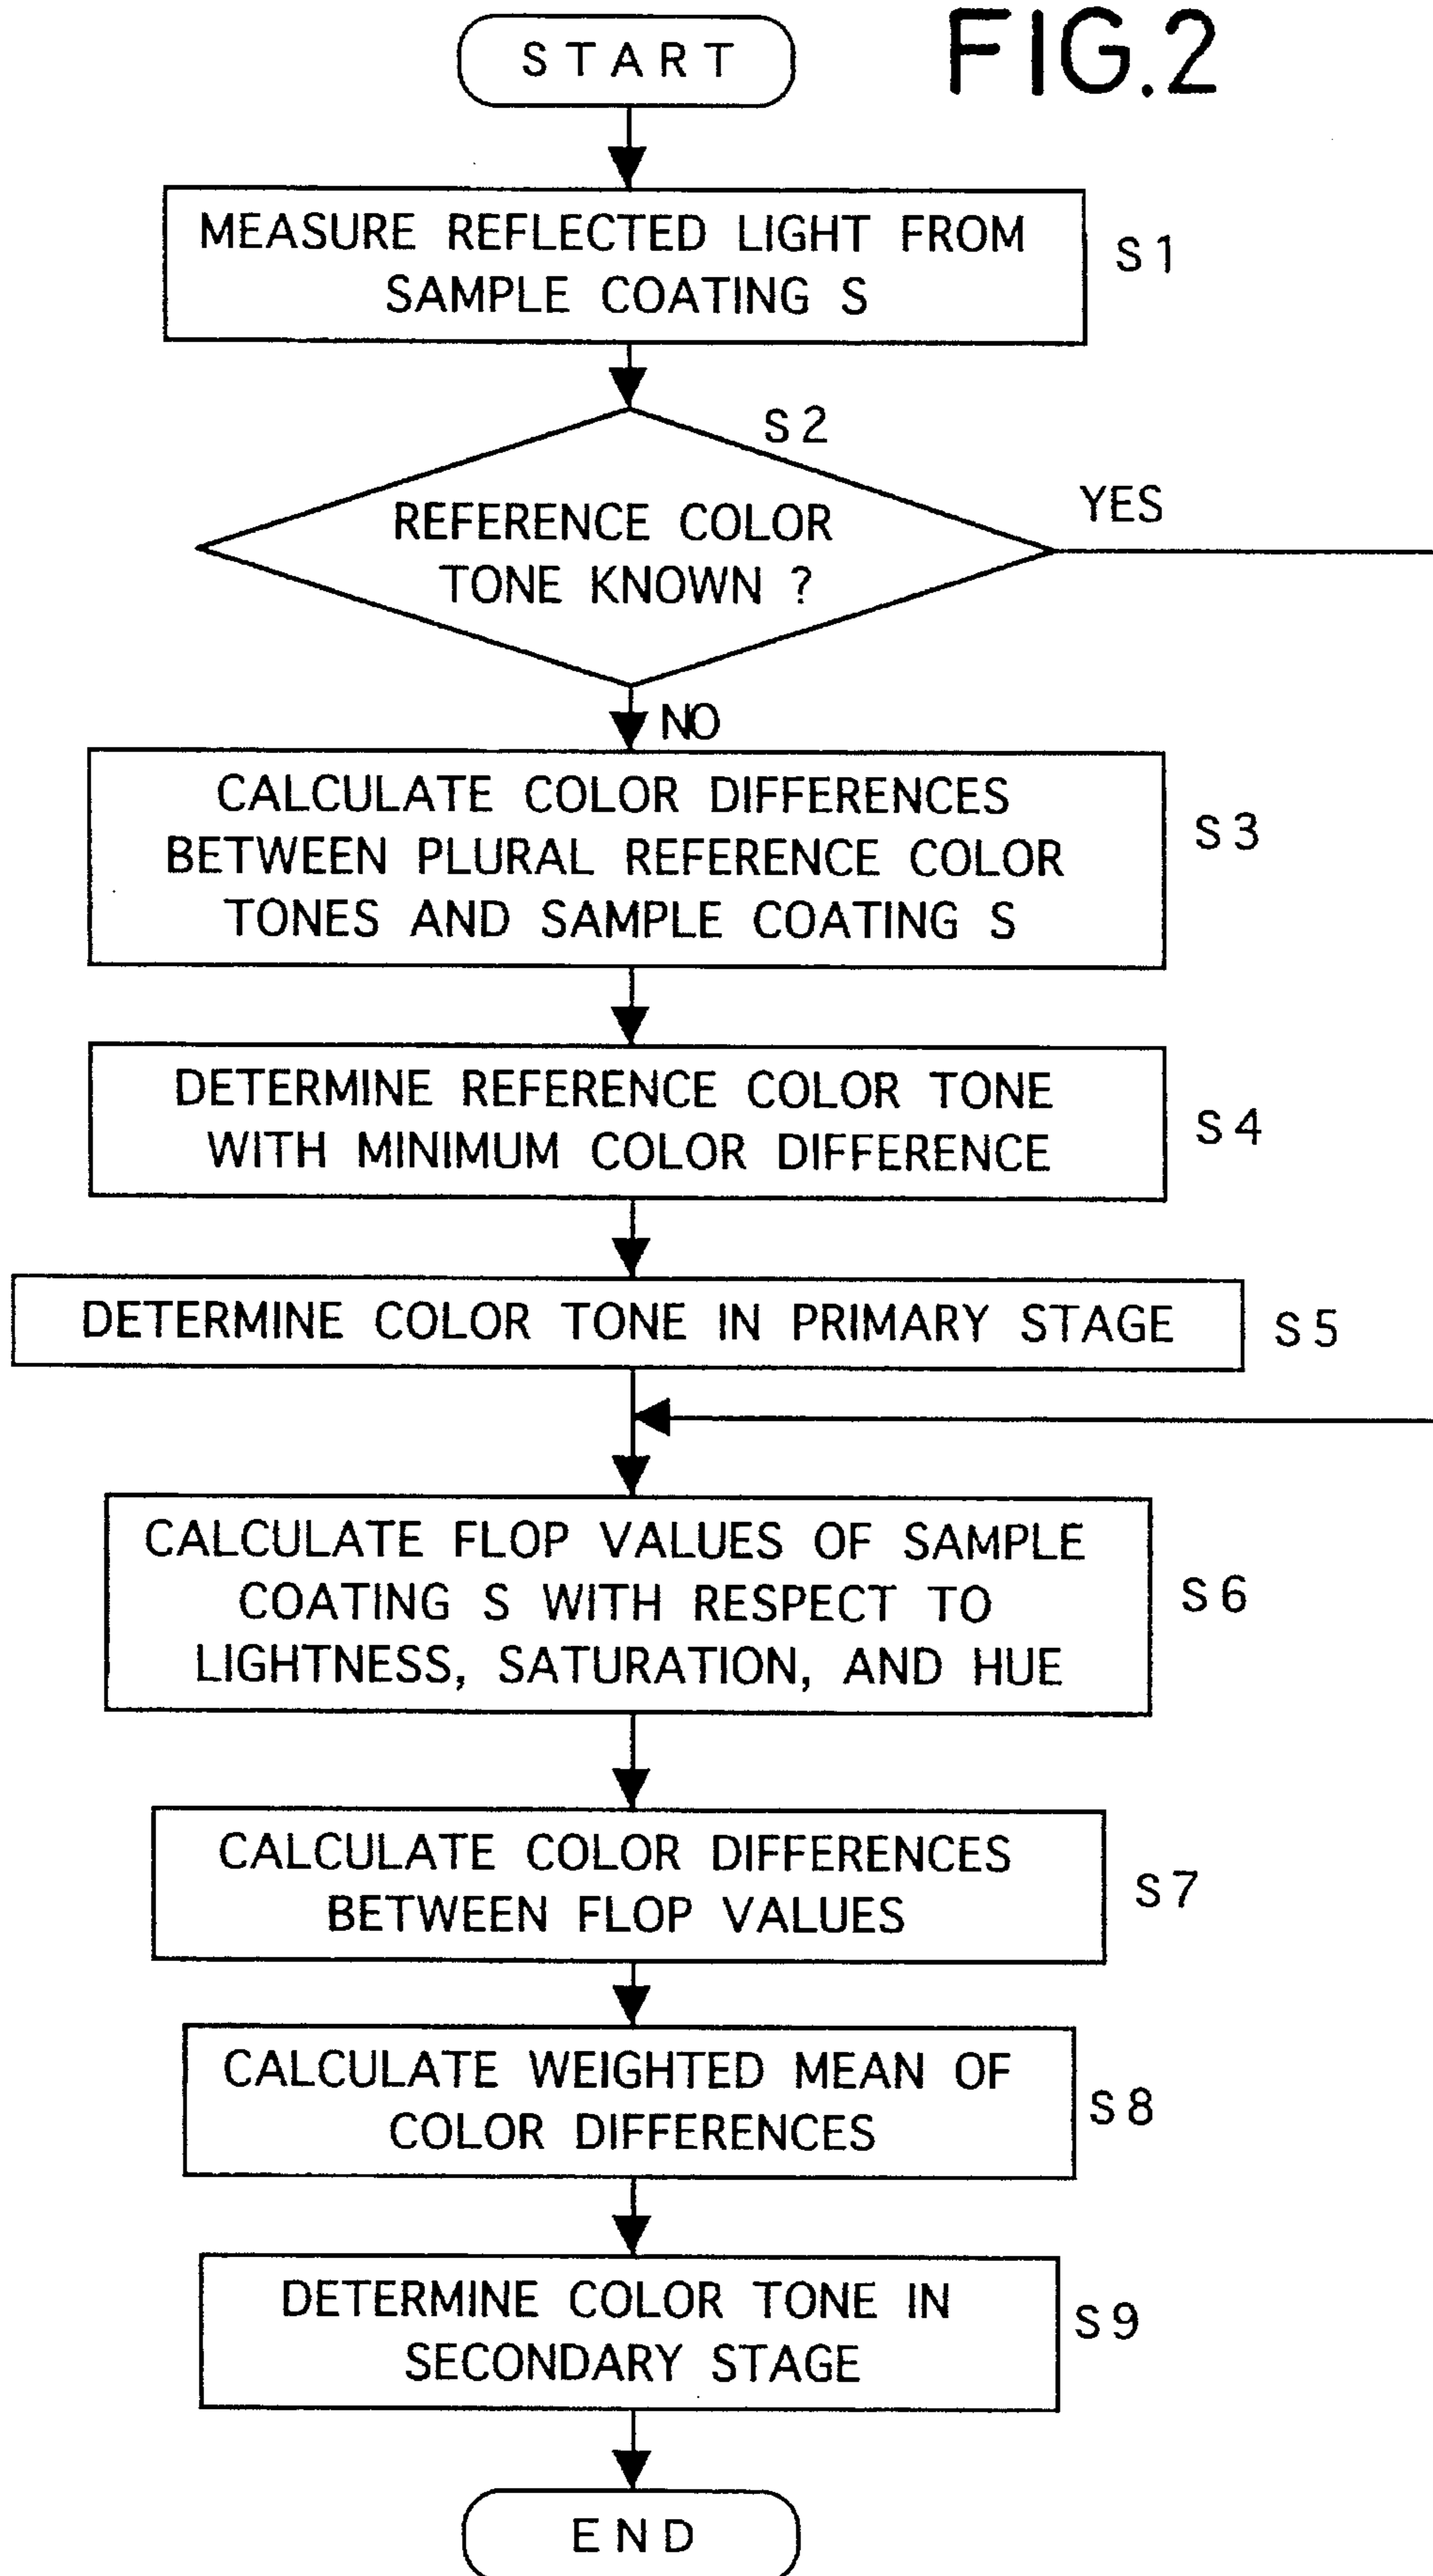 FIG.2
START
MEASURE REFLECTED LIGHT FROM
SAMPLE COATING S
S1
S2
REFERENCE COLOR
TONE KNOWN ?
YES
NO
CALCULATE COLOR DIFFERENCES
BETWEEN PLURAL REFERENCE COLOR
TONES AND SAMPLE COATING S
S3
DETERMINE REFERENCE COLOR TONE
WITH MINIMUM COLOR DIFFERENCE
S4
DETERMINE COLOR TONE IN PRIMARY STAGE
S5
CALCULATE FLOP VALUES OF SAMPLE
COATING S WITH RESPECT TO
LIGHTNESS, SATURATION, AND HUE
S6
CALCULATE COLOR DIFFERENCES
BETWEEN FLOP VALUES
S7
CALCULATE WEIGHTED MEAN OF
COLOR DIFFERENCES
S8
DETERMINE COLOR TONE IN
SECONDARY STAGE
S9
END